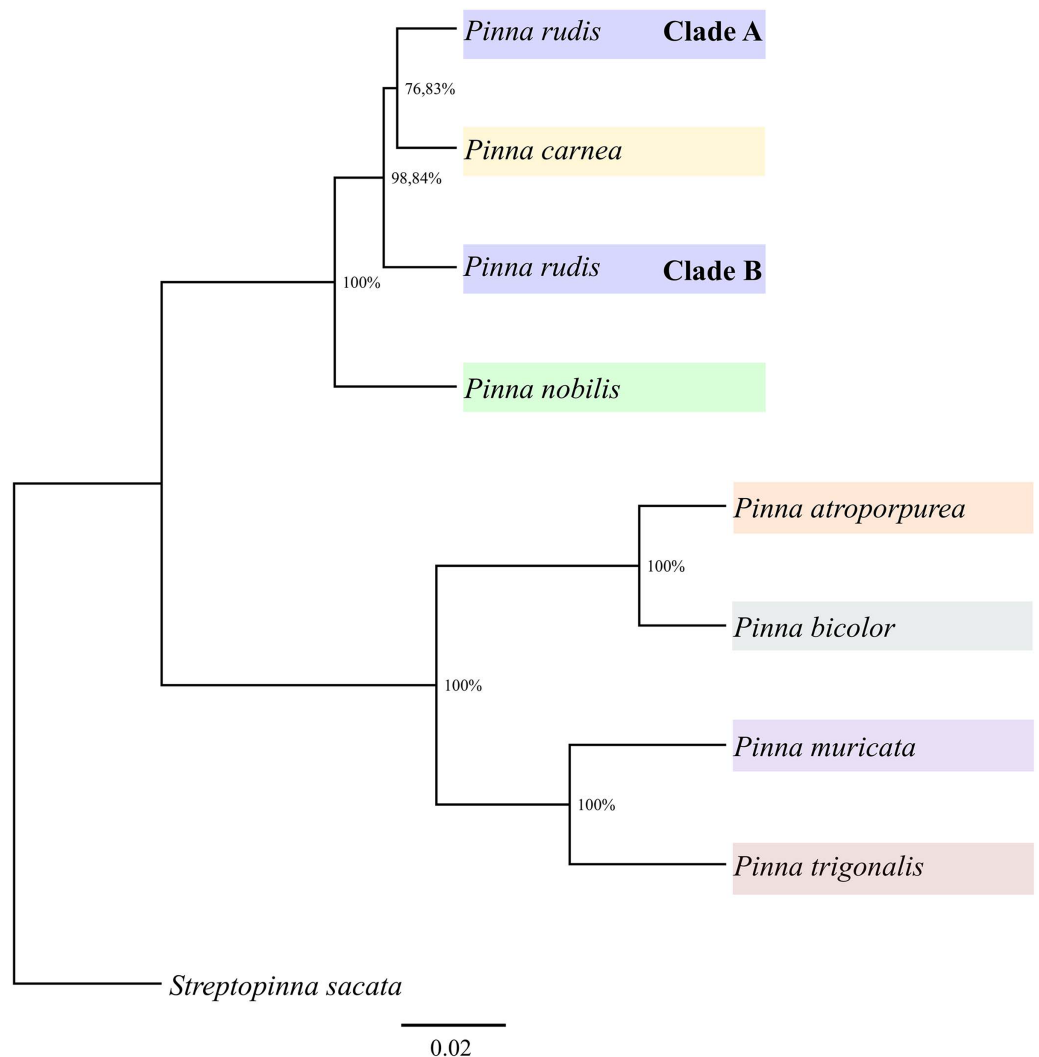 Pinna rudis Clade A
76,83%
Pinna carnea
98,84%
Pinna rudis Clade B
100%
Pinna nobilis
Pinna atroporpurea
100%
Pinna bicolor
100%
Pinna muricata
100%
Pinna trigonalis
Streptopinna sacata
0.02